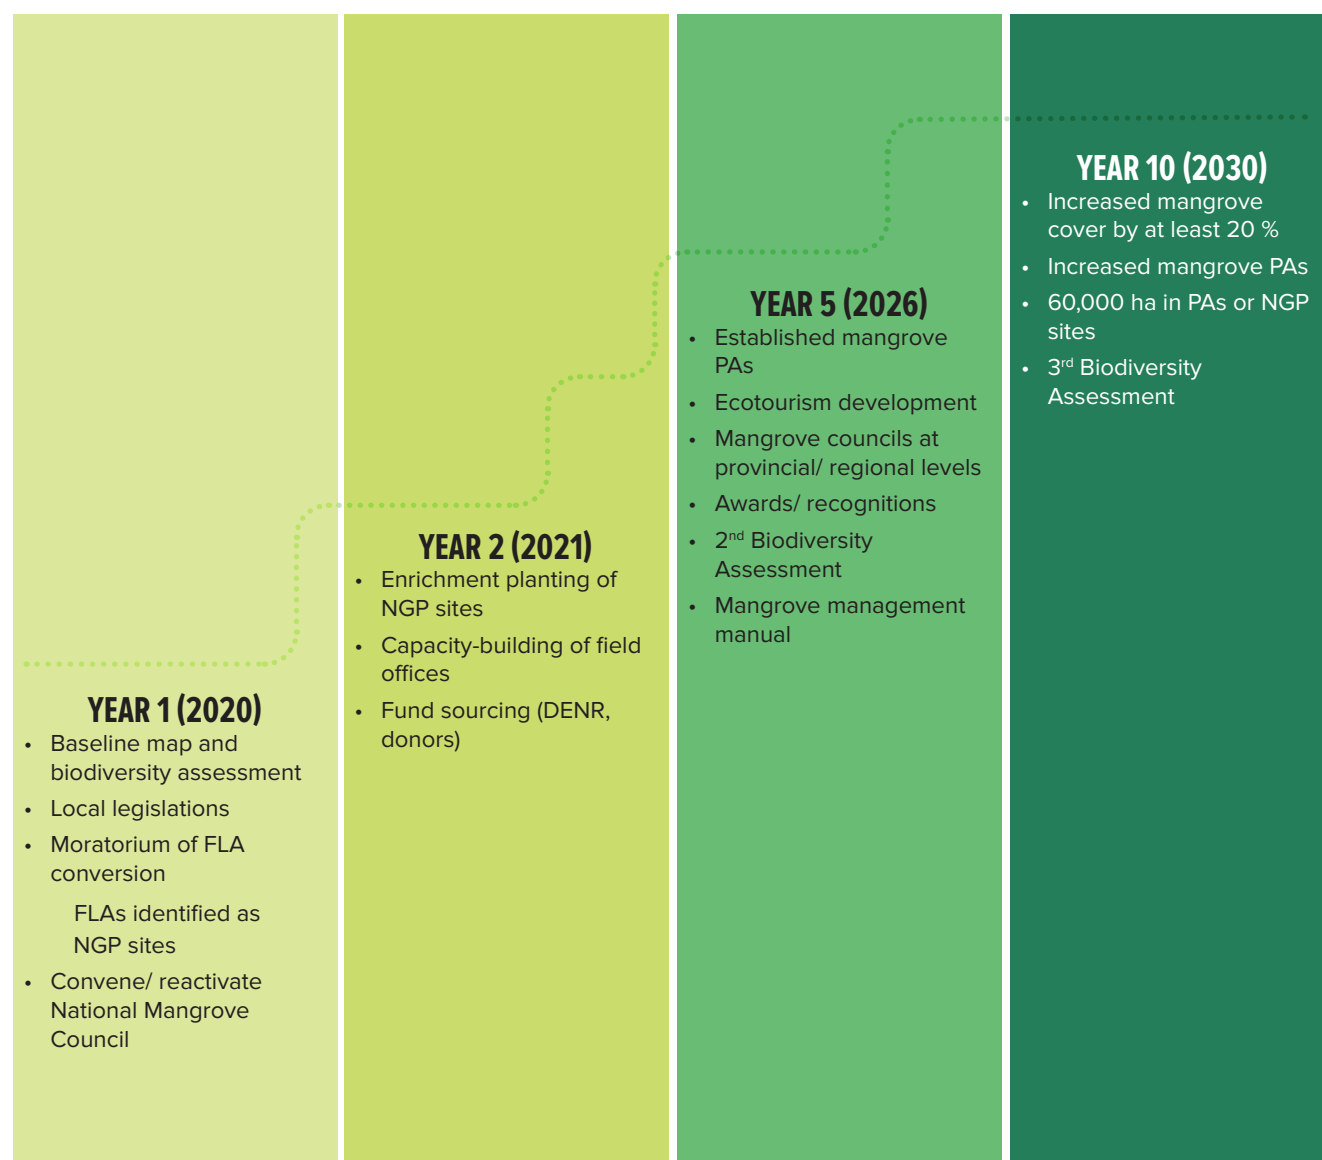 YEAR 1 (2020)
• Baseline map and
biodiversity assessment
• Local legislations
• Moratorium of FLA
conversion
FLAs identified as
NGP sites
• Convene/ reactivate
National Mangrove
Council
YEAR 2 (2021)
• Enrichment planting of
NGP sites
• Capacity-building of field
offices
• Fund sourcing (DENR,
donors)
YEAR 5 (2026)
• Established mangrove
PAs
• Ecotourism development
• Mangrove councils at
provincial/ regional levels
• Awards/ recognitions
• 2nd Biodiversity
Assessment
• Mangrove management
manual
YEAR 10 (2030)
• Increased mangrove
cover by at least 20 %
• Increased mangrove PAs
• 60,000 ha in PAs or NGP
sites
• 3rd Biodiversity
Assessment